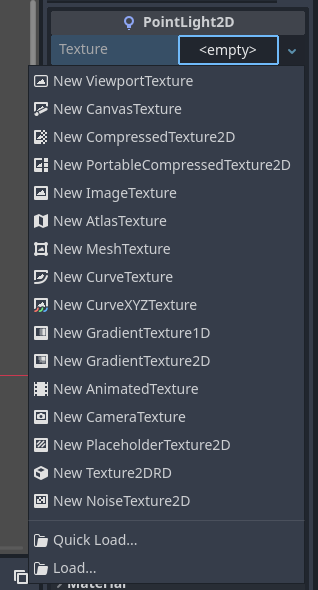 PointLight2D
Texture <empty>
New ViewportTexture
New CanvasTexture
New CompressedTexture2D
New PortableCompressedTexture2D
New ImageTexture
New AtlasTexture
New MeshTexture
New CurveTexture
New CurveXYZTexture
New GradientTexture1D
New GradientTexture2D
New AnimatedTexture
New CameraTexture
New PlaceholderTexture2D
New Texture2DRD
New NoiseTexture2D
Quick Load...
Load...
Material